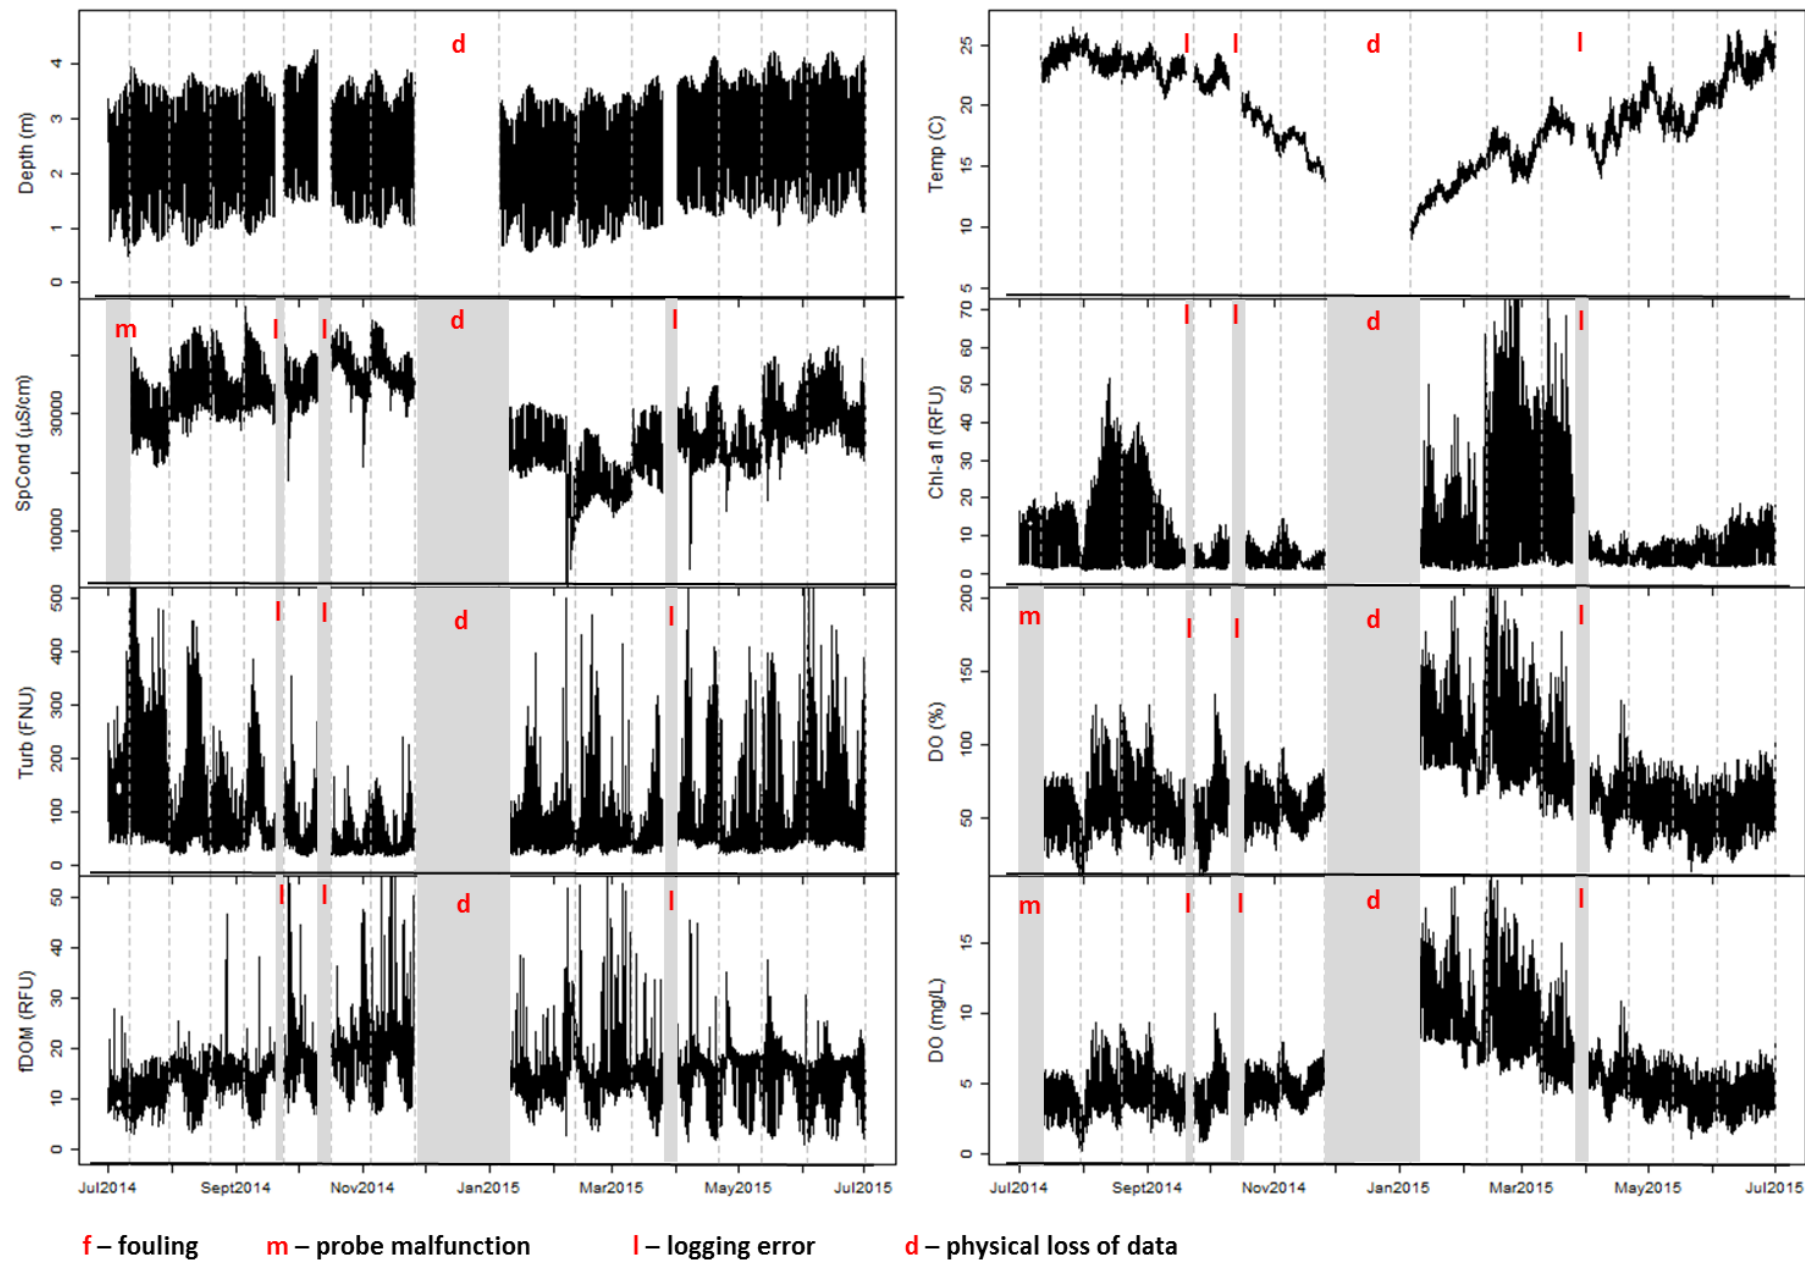 d
Depth (m)
4
3
2
1
0
l l d l
Temp (C)
25
20
15
10
5
m l l d l
SpCond (µS/cm)
30000
10000
l l d l
Chl-a fl (RFU)
70
60
50
40
30
20
10
0
l l d l
Turb (FNU)
500
400
300
200
100
0
m l l d l
DO (%)
200
150
100
50
l l d l
fDOM (RFU)
50
40
30
20
10
0
m l l d l
DO (mg/L)
15
10
5
0
Jul2014 Sept2014 Nov2014 Jan2015 Mar2015 May2015 Jul2015
Jul2014 Sept2014 Nov2014 Jan2015 Mar2015 May2015 Jul2015
f – fouling m – probe malfunction l – logging error d – physical loss of data